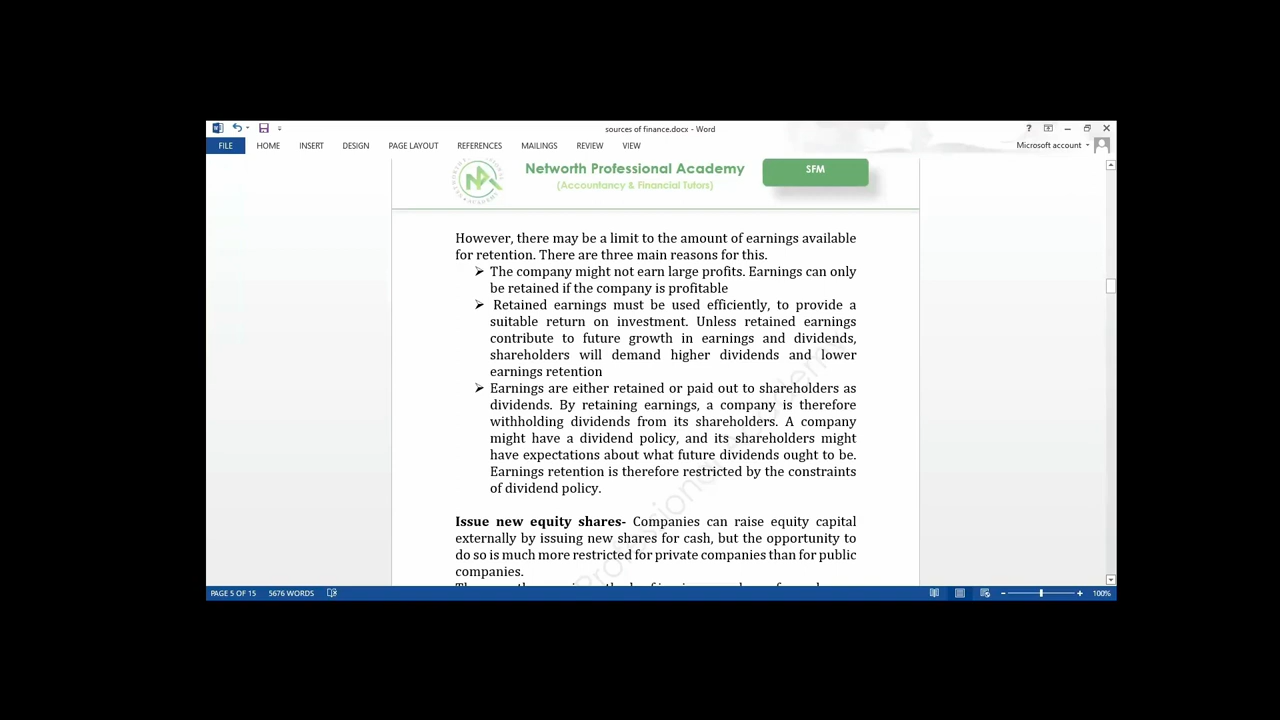 sources of finance.docx - Word
FILE HOME INSERT DESIGN PAGE LAYOUT REFERENCES MAILINGS REVIEW VIEW Microsoft account
Networth Professional Academy
(Accountancy & Financial Tutors)
SFM
However, there may be a limit to the amount of earnings available
for retention. There are three main reasons for this.
➢ The company might not earn large profits. Earnings can only
be retained if the company is profitable
➢ Retained earnings must be used efficiently, to provide a
suitable return on investment. Unless retained earnings
contribute to future growth in earnings and dividends,
shareholders will demand higher dividends and lower
earnings retention
➢ Earnings are either retained or paid out to shareholders as
dividends. By retaining earnings, a company is therefore
withholding dividends from its shareholders. A company
might have a dividend policy, and its shareholders might
have expectations about what future dividends ought to be.
Earnings retention is therefore restricted by the constraints
of dividend policy.
Issue new equity shares- Companies can raise equity capital
externally by issuing new shares for cash, but the opportunity to
do so is much more restricted for private companies than for public
companies.
PAGE 5 OF 15 5676 WORDS 100%